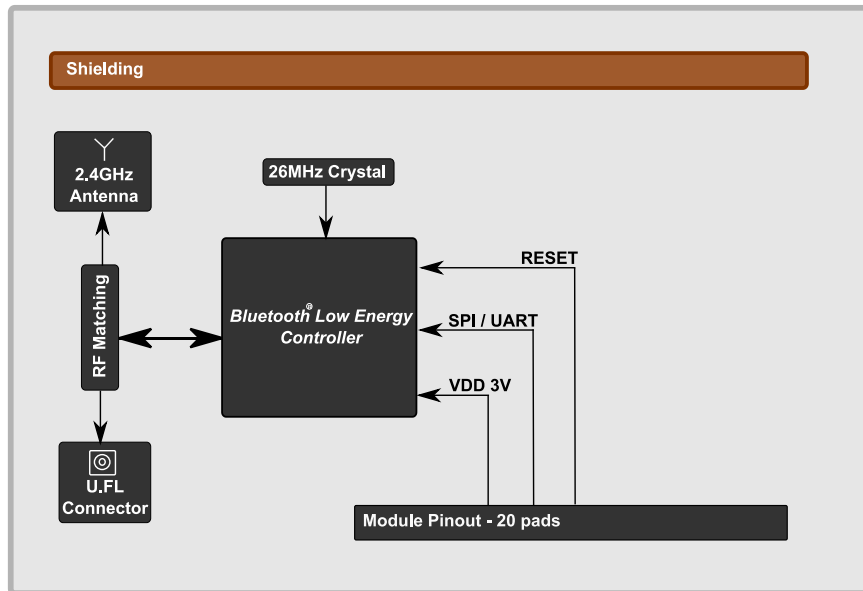 Shielding
2.4GHz
Antenna
26MHz Crystal
RESET
RF Matching
Bluetooth® Low Energy
Controller
SPI / UART
VDD 3V
U.FL
Connector
Module Pinout - 20 pads